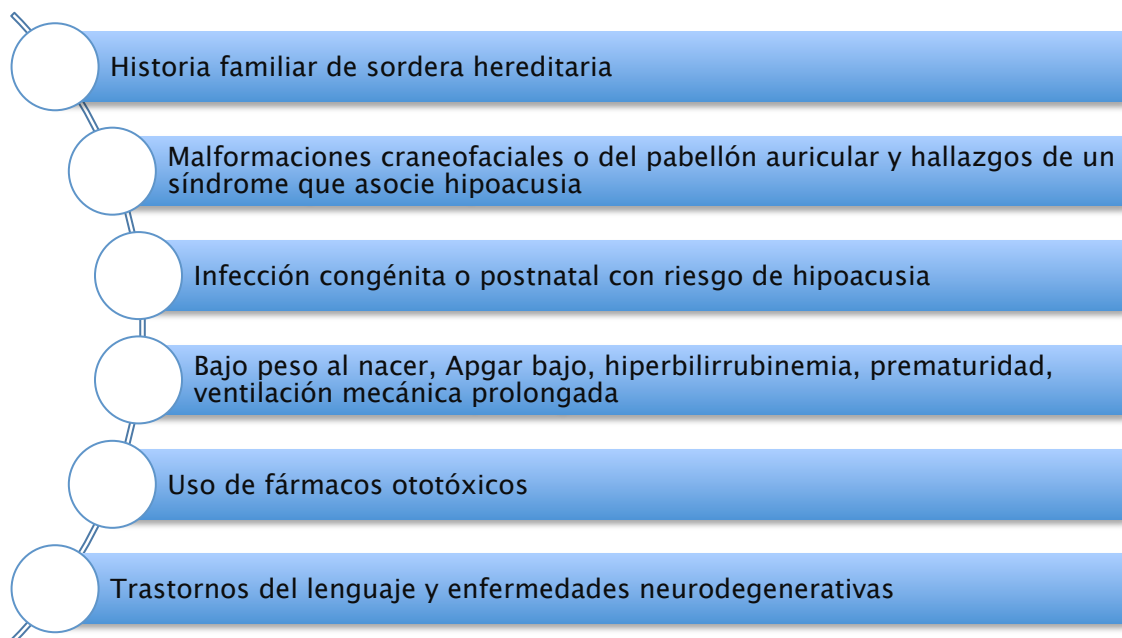 Historia familiar de sordera hereditaria
Malformaciones craneofaciales o del pabellón auricular y hallazgos de un
síndrome que asocie hipoacusia
Infección congénita o postnatal con riesgo de hipoacusia
Bajo peso al nacer, Apgar bajo, hiperbilirrubinemia, prematuridad,
ventilación mecánica prolongada
Uso de fármacos ototóxicos
Trastornos del lenguaje y enfermedades neurodegenerativas